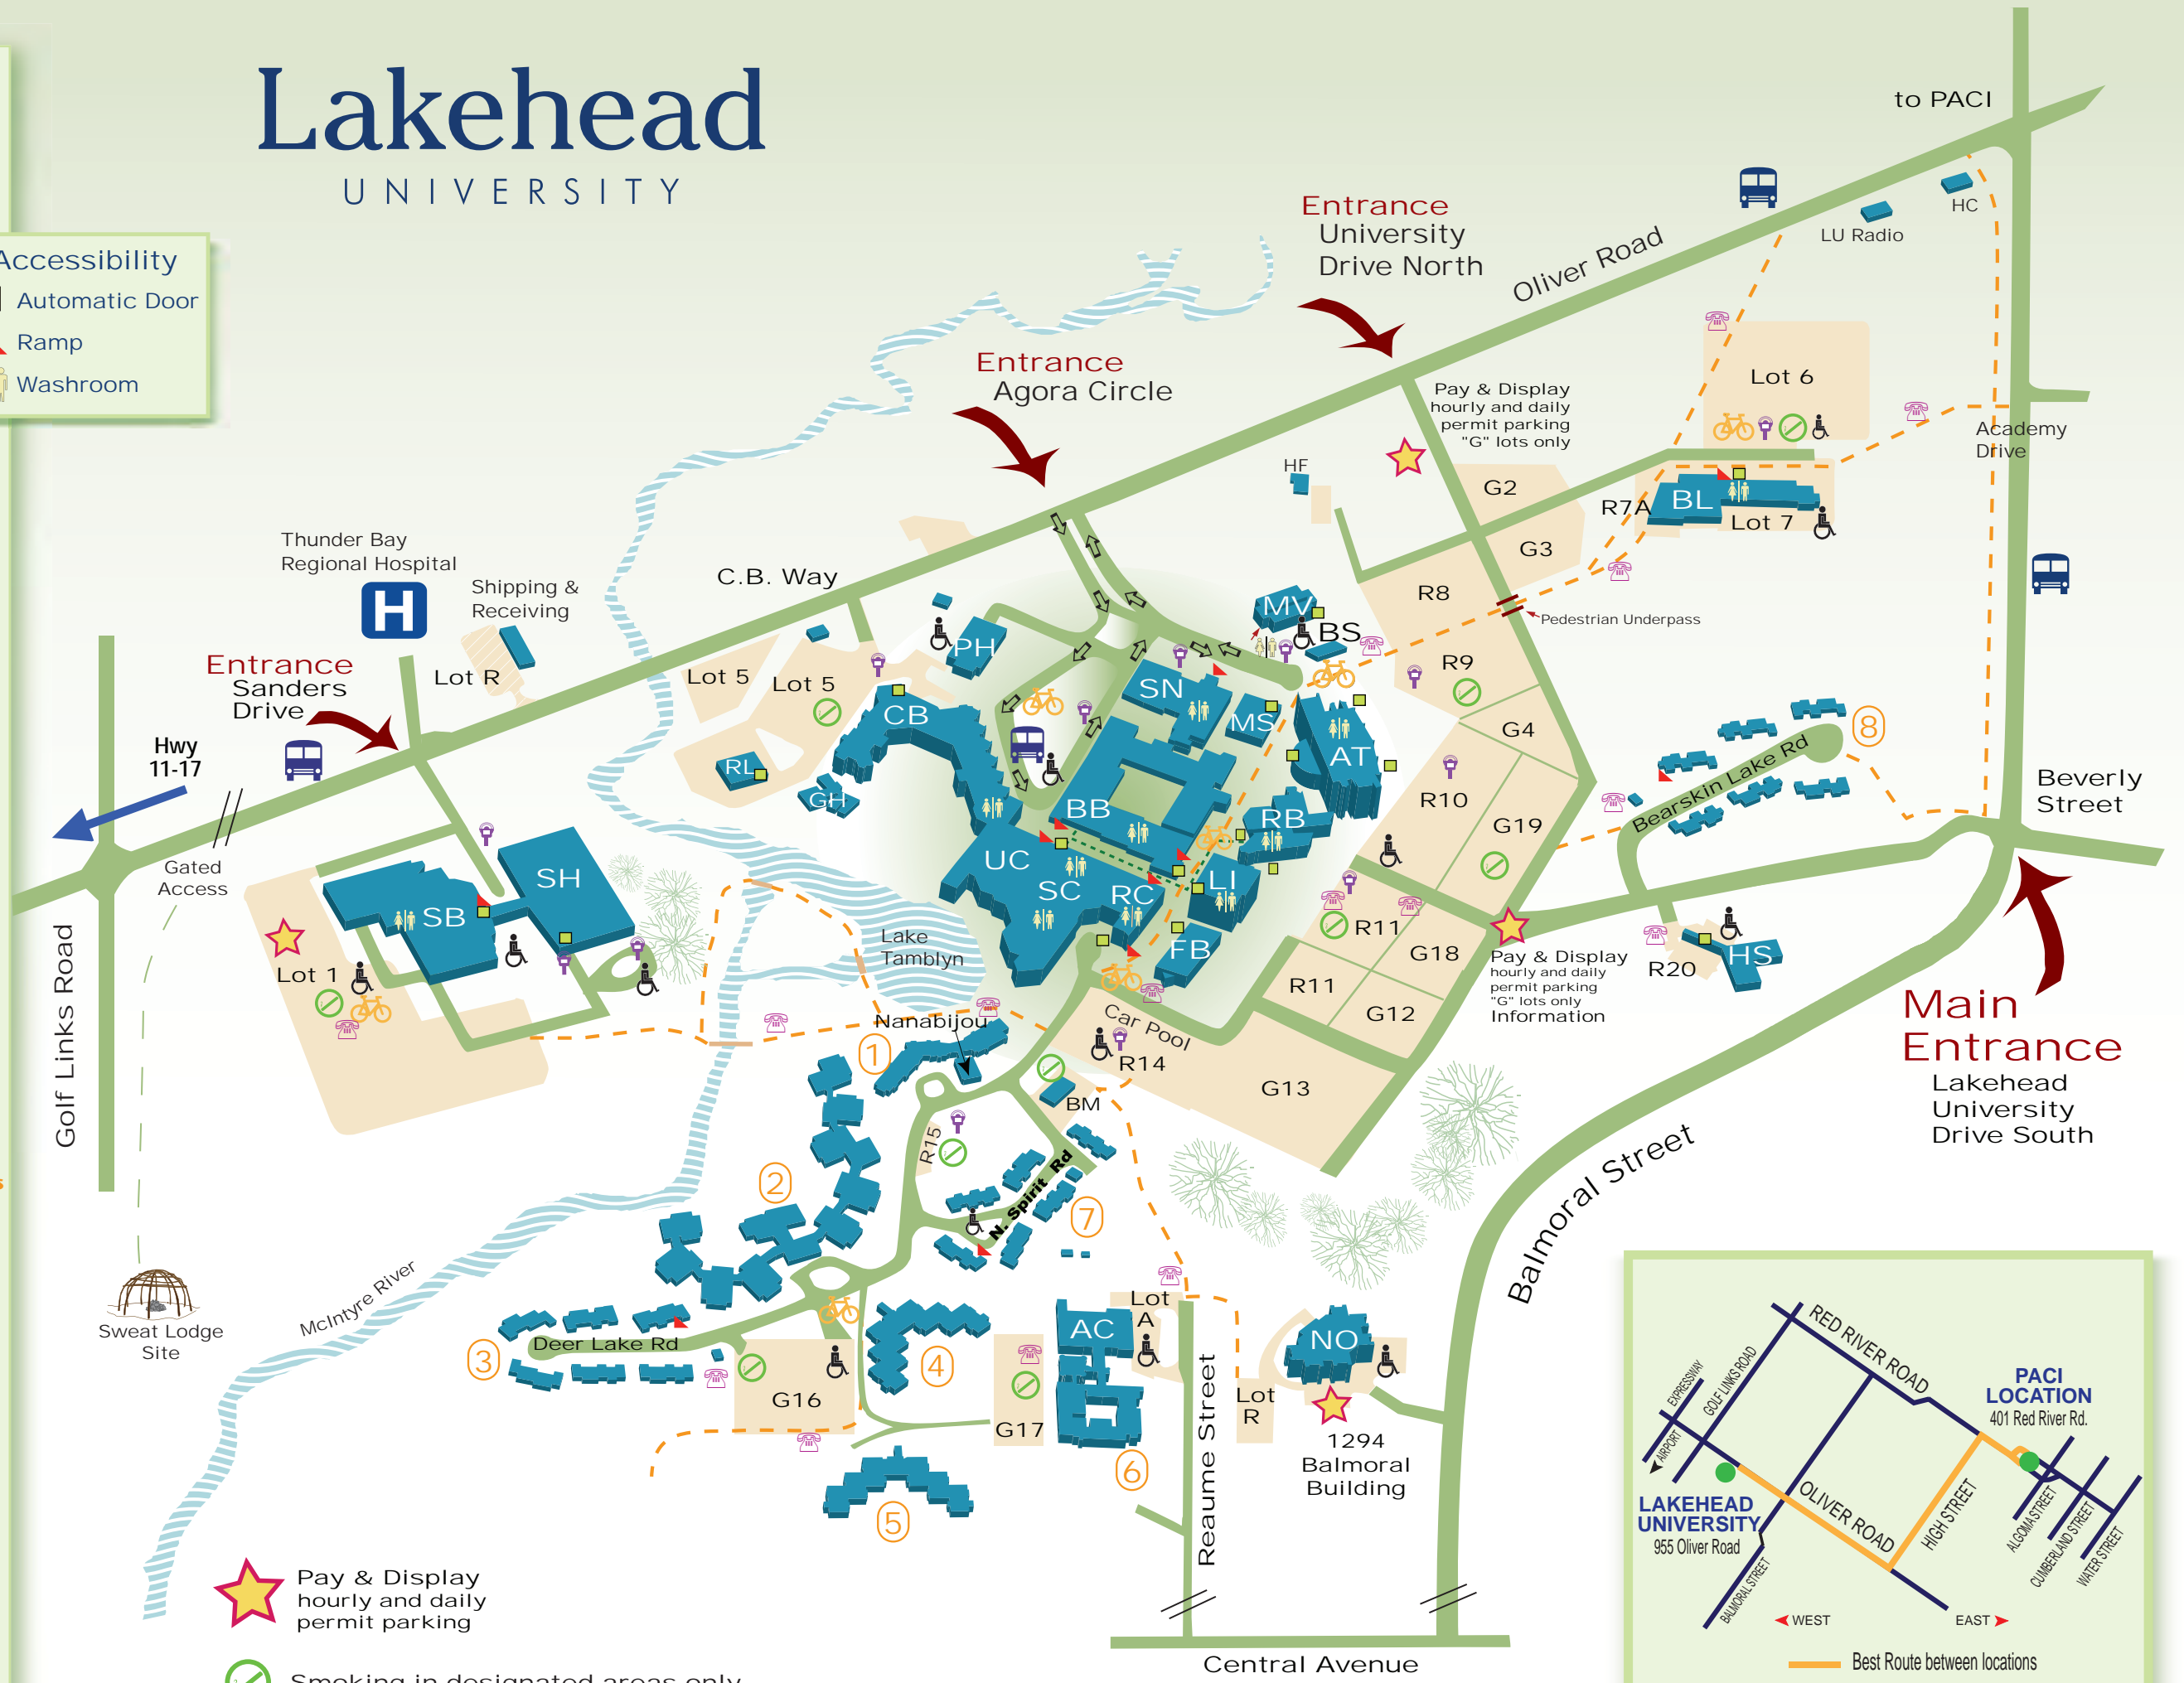 Lakehead
UNIVERSITY
Accessibility
Automatic Door
Ramp
Washroom
to PACI
HC
LU Radio
Entrance
University
Drive North
Oliver Road
Entrance
Agora Circle
Pay & Display
hourly and daily
permit parking
"G" lots only
Lot 6
Academy
Drive
HF
G2
R7A
BL
Lot 7
G3
Thunder Bay
Regional Hospital
H
Shipping &
Receiving
C.B. Way
R8
Pedestrian Underpass
MV
BS
PH
Entrance
Sanders
Drive
Lot R
Lot 5
Lot 5
R9
SN
CB
MS
G4
8
Hwy
11-17
RL
GH
AT
Bearskin Lake Rd
Beverly
Street
BB
RB
R10
G19
Gated
Access
SH
SB
UC
SC
RC
LI
FB
Lake
Tamblyn
R11
G18
Pay & Display
hourly and daily
permit parking
"G" lots only
Information
R20
HS
Lot 1
R11
G12
Golf Links Road
Nanabijou
1
Car Pool
R14
G13
BM
Main
Entrance
Lakehead
University
Drive South
R15
N. Spirit Rd
2
7
Balmoral Street
McIntyre River
Sweat Lodge
Site
Lot
A
AC
NO
3
Deer Lake Rd
4
G16
G17
Lot
R
Reaume Street
1294
Balmoral
Building
6
5
Central Avenue
Pay & Display
hourly and daily
permit parking
Smoking in designated areas only
RED RIVER ROAD
EXPRESSWAY
GOLF LINKS ROAD
AIRPORT
PACI
LOCATION
401 Red River Rd.
LAKEHEAD
UNIVERSITY
955 Oliver Road
OLIVER ROAD
HIGH STREET
ALGOMA STREET
CUMBERLAND STREET
WATER STREET
BALMORAL STREET
WEST
EAST
Best Route between locations